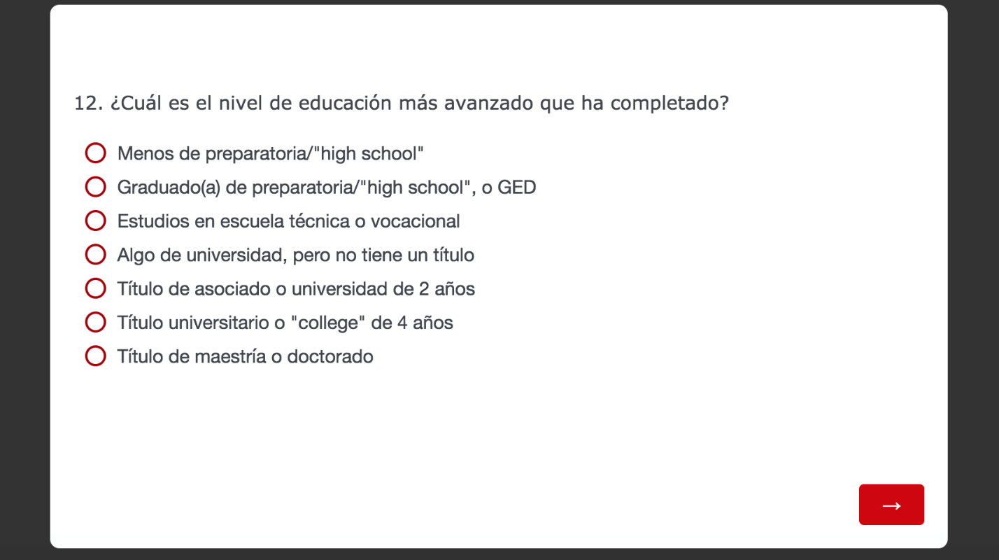 12. ¿Cuál es el nivel de educación más avanzado que ha completado?
Menos de preparatoria/"high school"
Graduado(a) de preparatoria/"high school", o GED
Estudios en escuela técnica o vocacional
Algo de universidad, pero no tiene un título
Título de asociado o universidad de 2 años
Título universitario o "college" de 4 años
Título de maestría o doctorado
→